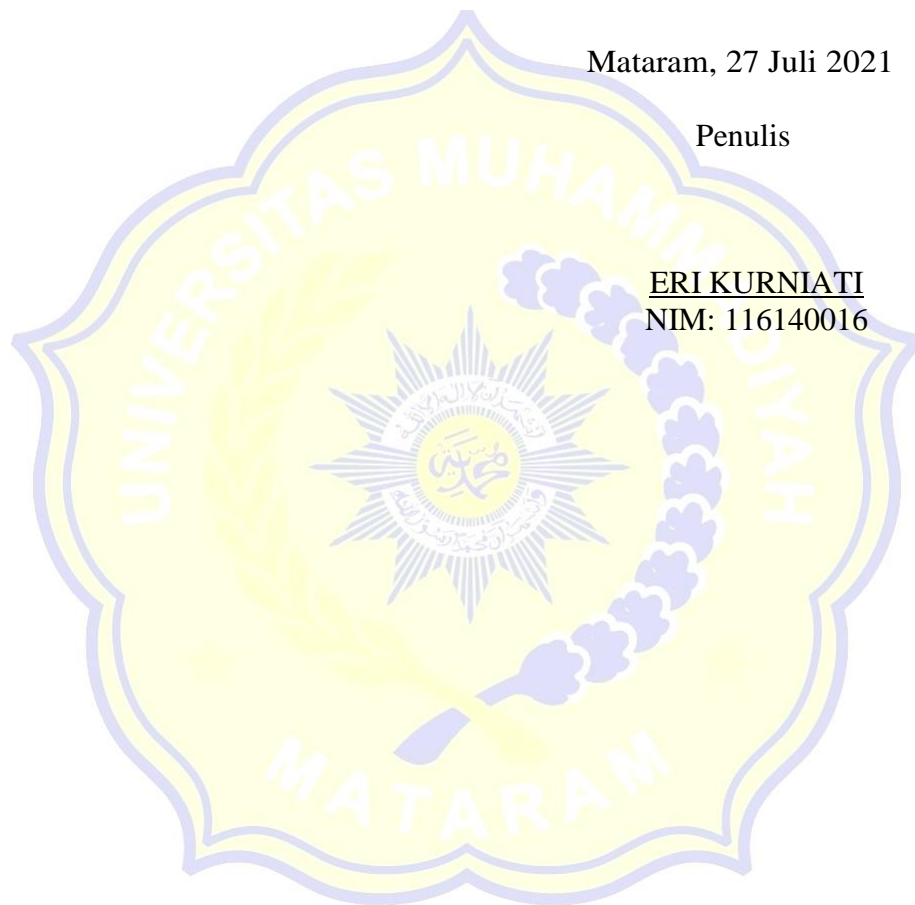 Mataram, 27 Juli 2021
Penulis
ERI KURNIATI
NIM: 116140016
UNIVERSITAS MUHAMMADIYAH
MATARAM